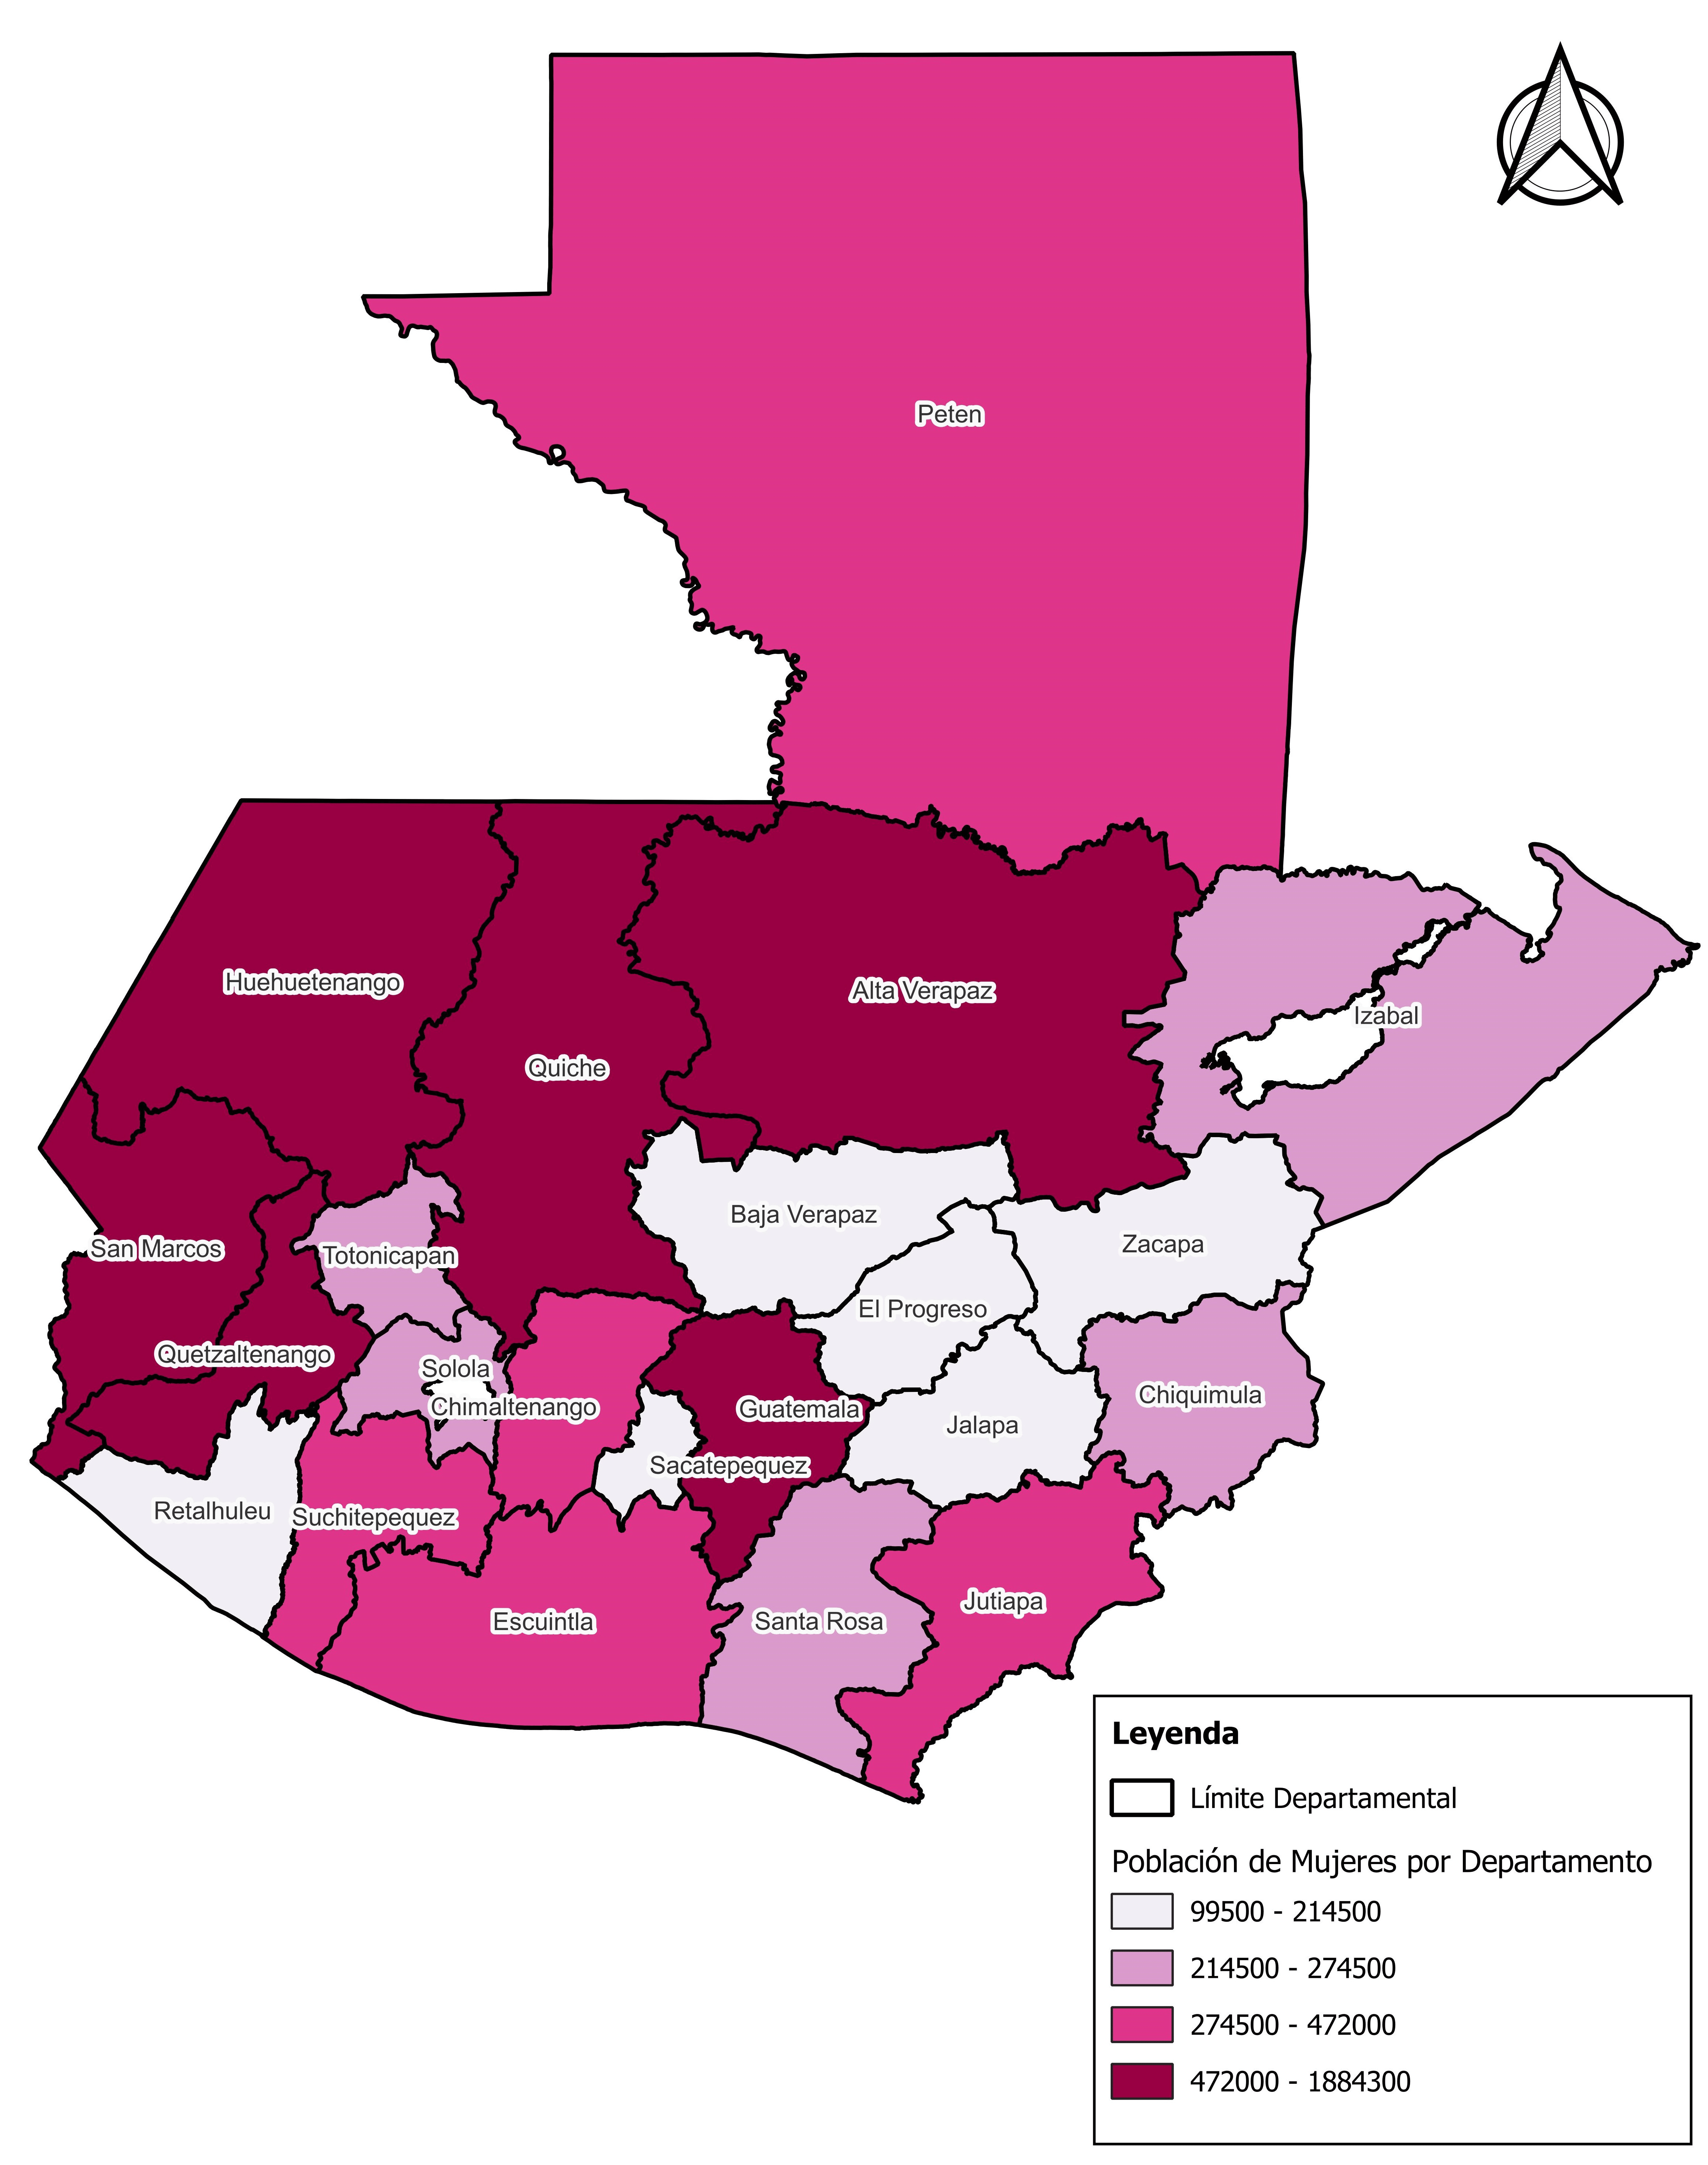 Peten
Huehuetenango
Alta Verapaz
Izabal
Quiche
Baja Verapaz
Zacapa
San Marcos
Totonicapan
El Progreso
Quetzaltenango
Solola
Chiquimula
Chimaltenango
Guatemala
Jalapa
Sacatepequez
Retalhuleu
Suchitepequez
Jutiapa
Escuintla
Santa Rosa
Leyenda
Límite Departamental
Población de Mujeres por Departamento
99500 - 214500
214500 - 274500
274500 - 472000
472000 - 1884300